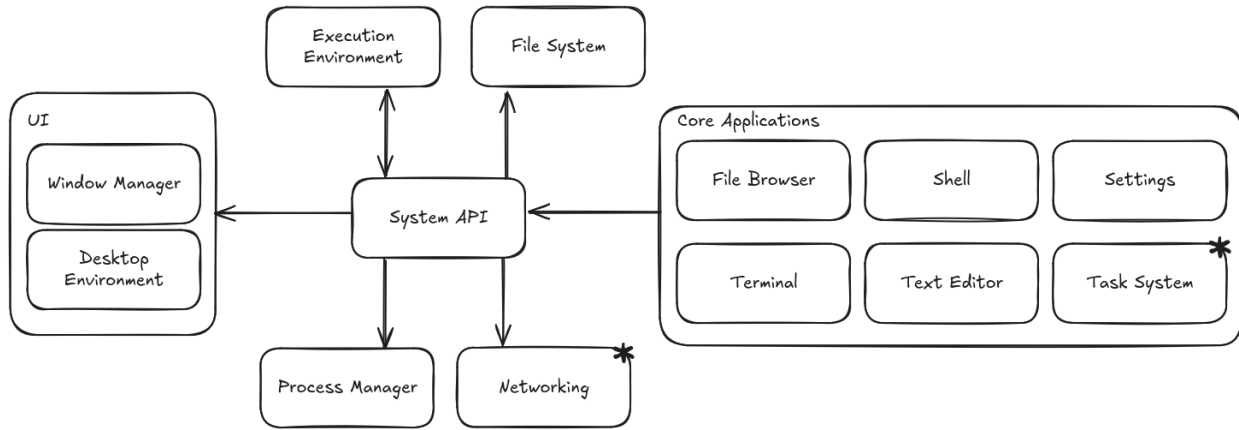 Execution
Environment
File System
UI
Window Manager
Desktop
Environment
System API
Core Applications
File Browser
Shell
Settings
Terminal
Text Editor
Task System
Process Manager
Networking